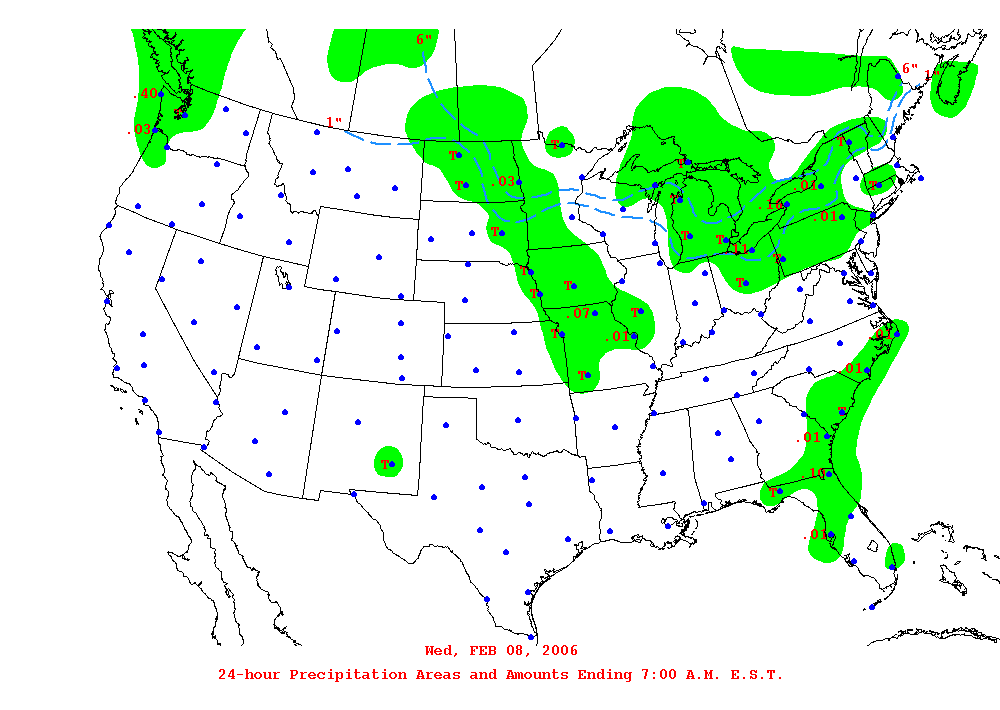 6"
6" 1"
.40
1"
.03
T
T
T
T
.03
T
T
.01
T
.16
.01
T
T
T
.11
T
T
T
T
T
.07
T
T
.01
.01
T
.01
T
.01
T
.10
T
.01
Wed, FEB 08, 2006
24-hour Precipitation Areas and Amounts Ending 7:00 A.M. E.S.T.